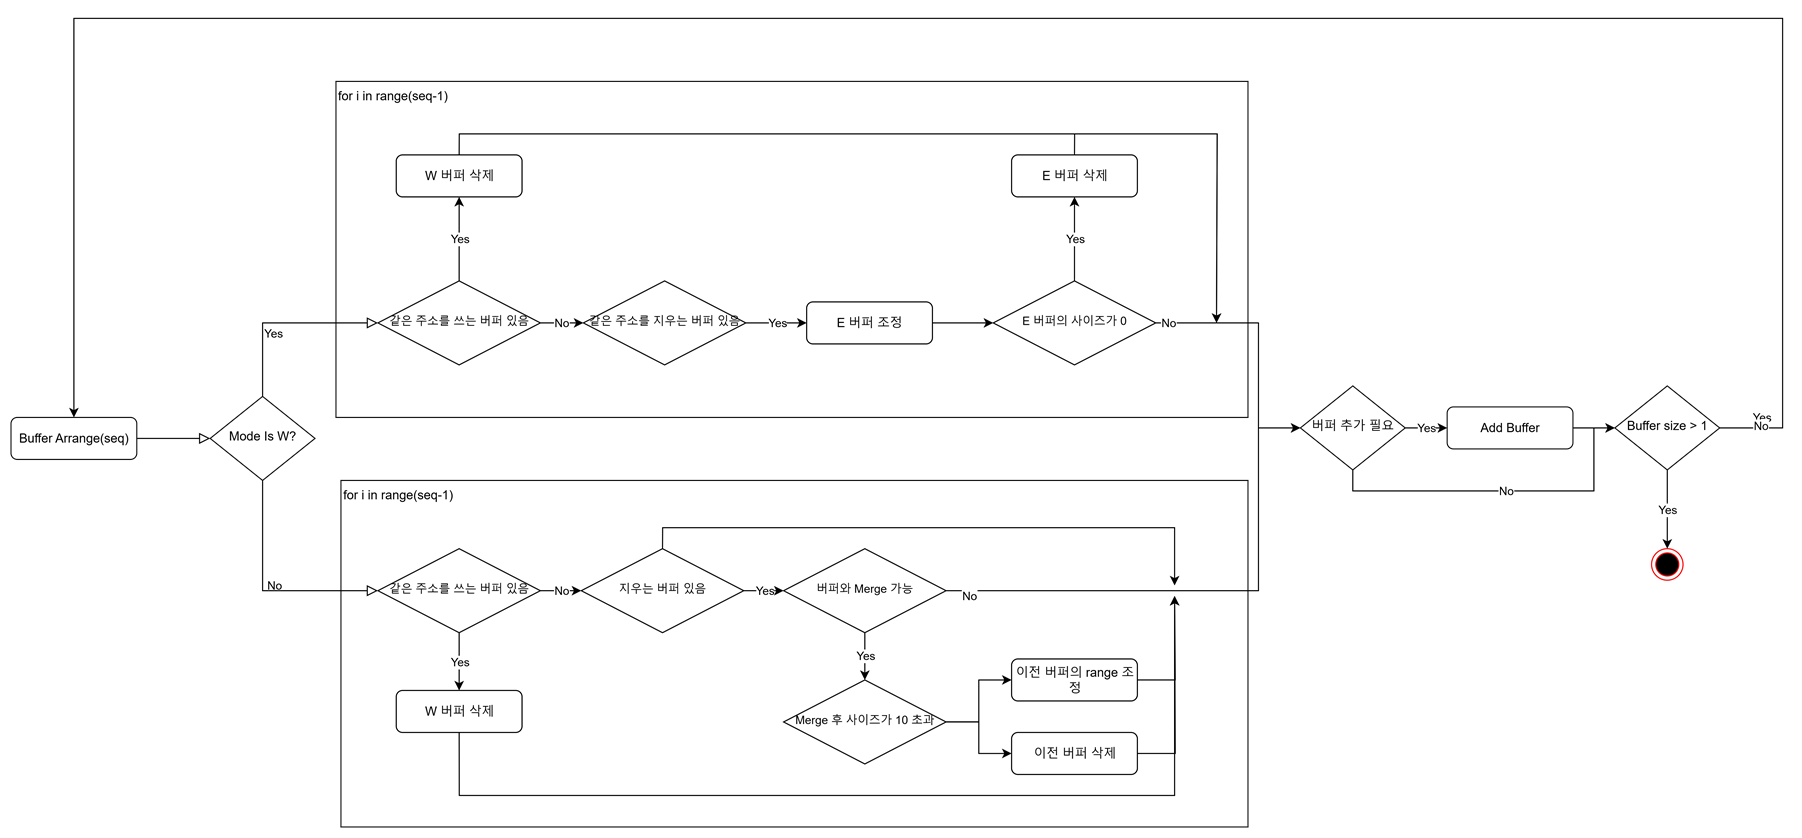 for i in range(seq-1)
W 버퍼 삭제
E 버퍼 삭제
Yes
Yes
같은 주소를 쓰는 버퍼 있음
No
같은 주소를 지우는 버퍼 있음
Yes
E 버퍼 조정
E 버퍼의 사이즈가 0
No
Yes
Buffer Arrange(seq)
Mode Is W?
버퍼 추가 필요
Yes
Add Buffer
Buffer size > 1
Yes
No
No
Yes
for i in range(seq-1)
No
같은 주소를 쓰는 버퍼 있음
No
지우는 버퍼 있음
Yes
버퍼와 Merge 가능
No
Yes
Yes
W 버퍼 삭제
Merge 후 사이즈가 10 초과
이전 버퍼의 range 조
정
이전 버퍼 삭제